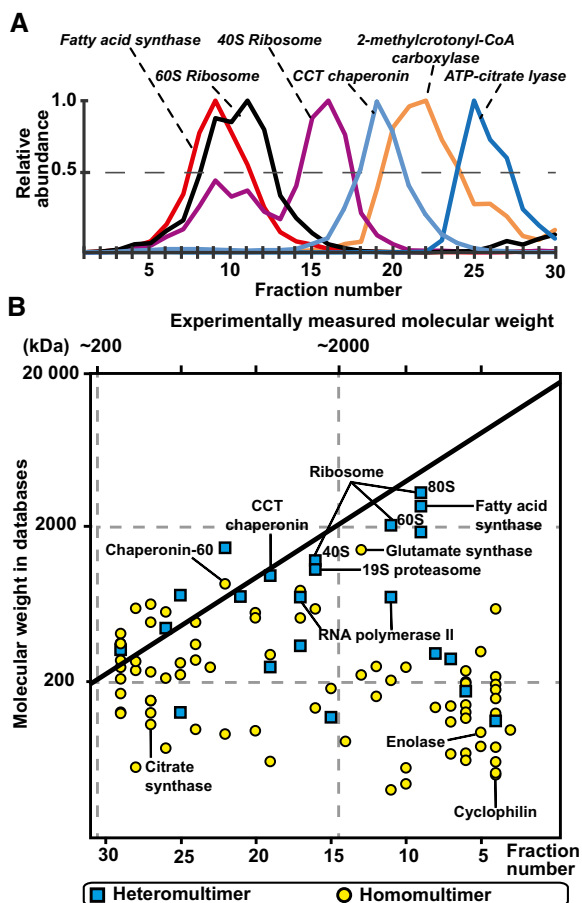 A
Fatty acid synthase
40S Ribosome
2-methylcrotonyl-CoA
carboxylase
60S Ribosome
CCT chaperonin
ATP-citrate lyase
Relative
abundance
1.0
0.5
5
10
15
20
25
30
Fraction number
B
Experimentally measured molecular weight
(kDa)
~200
~2000
20 000
2000
200
Molecular weight in databases
Ribosome
80S
CCT
chaperonin
60S
Fatty acid
synthase
Chaperonin-60
40S
Glutamate synthase
19S proteasome
RNA polymerase II
Enolase
Citrate
synthase
Cyclophilin
30
25
20
15
10
5
Fraction
number
Heteromultimer
Homomultimer